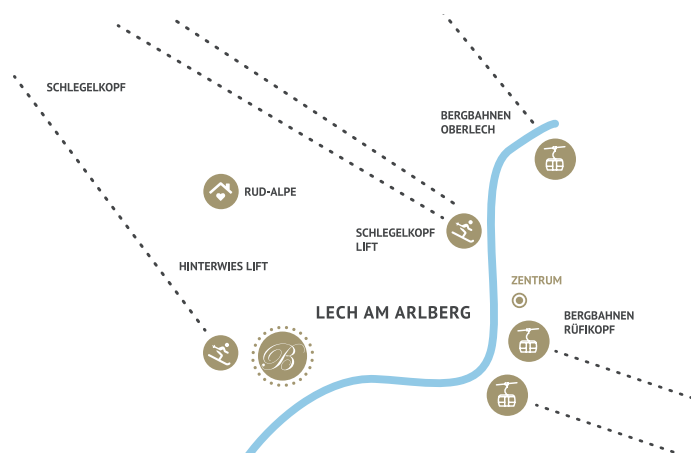 SCHLEGELKOPF
BERGBAHNEN
OBERLECH
RUD-ALPE
SCHLEGELKOPF
LIFT
HINTERWIES LIFT
ZENTRUM
LECH AM ARLBERG
BERGBAHNEN
RÜFIKOPF
B